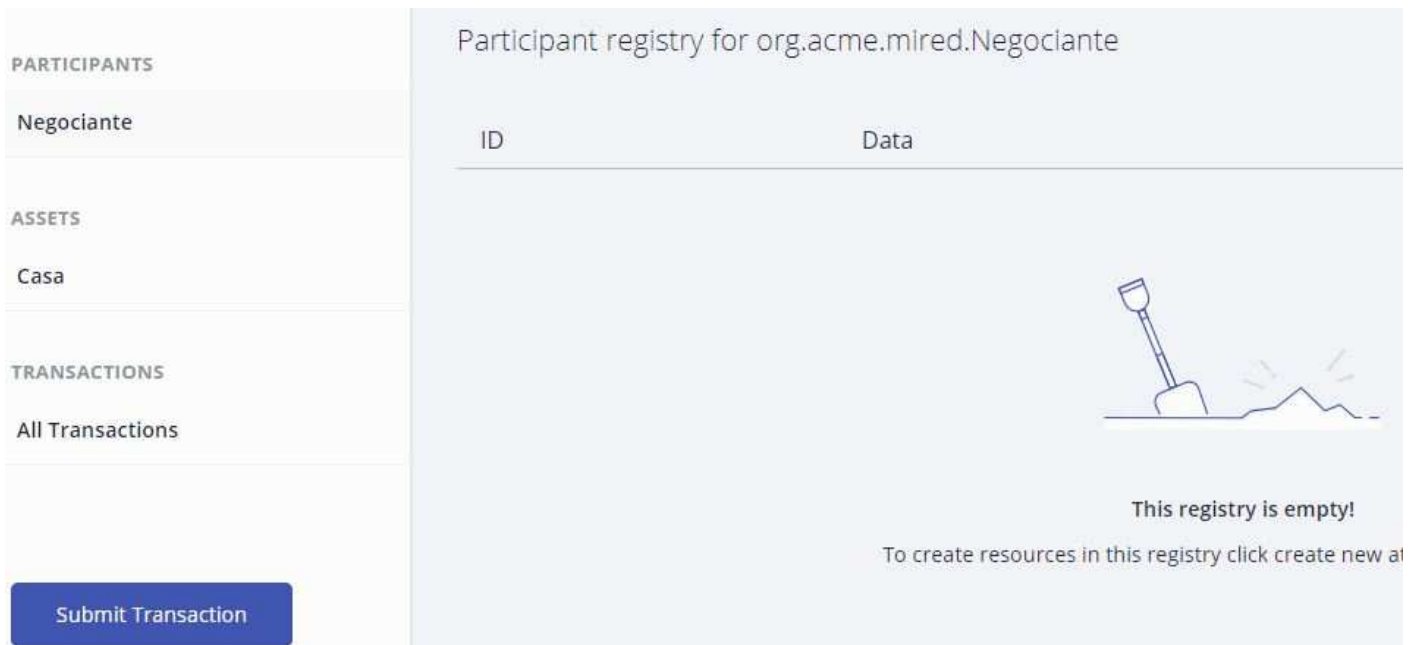 PARTICIPANTS
Negociante
ASSETS
Casa
TRANSACTIONS
All Transactions
Submit Transaction
Participant registry for org.acme.mired.Negociante
ID Data
This registry is empty!
To create resources in this registry click create new at